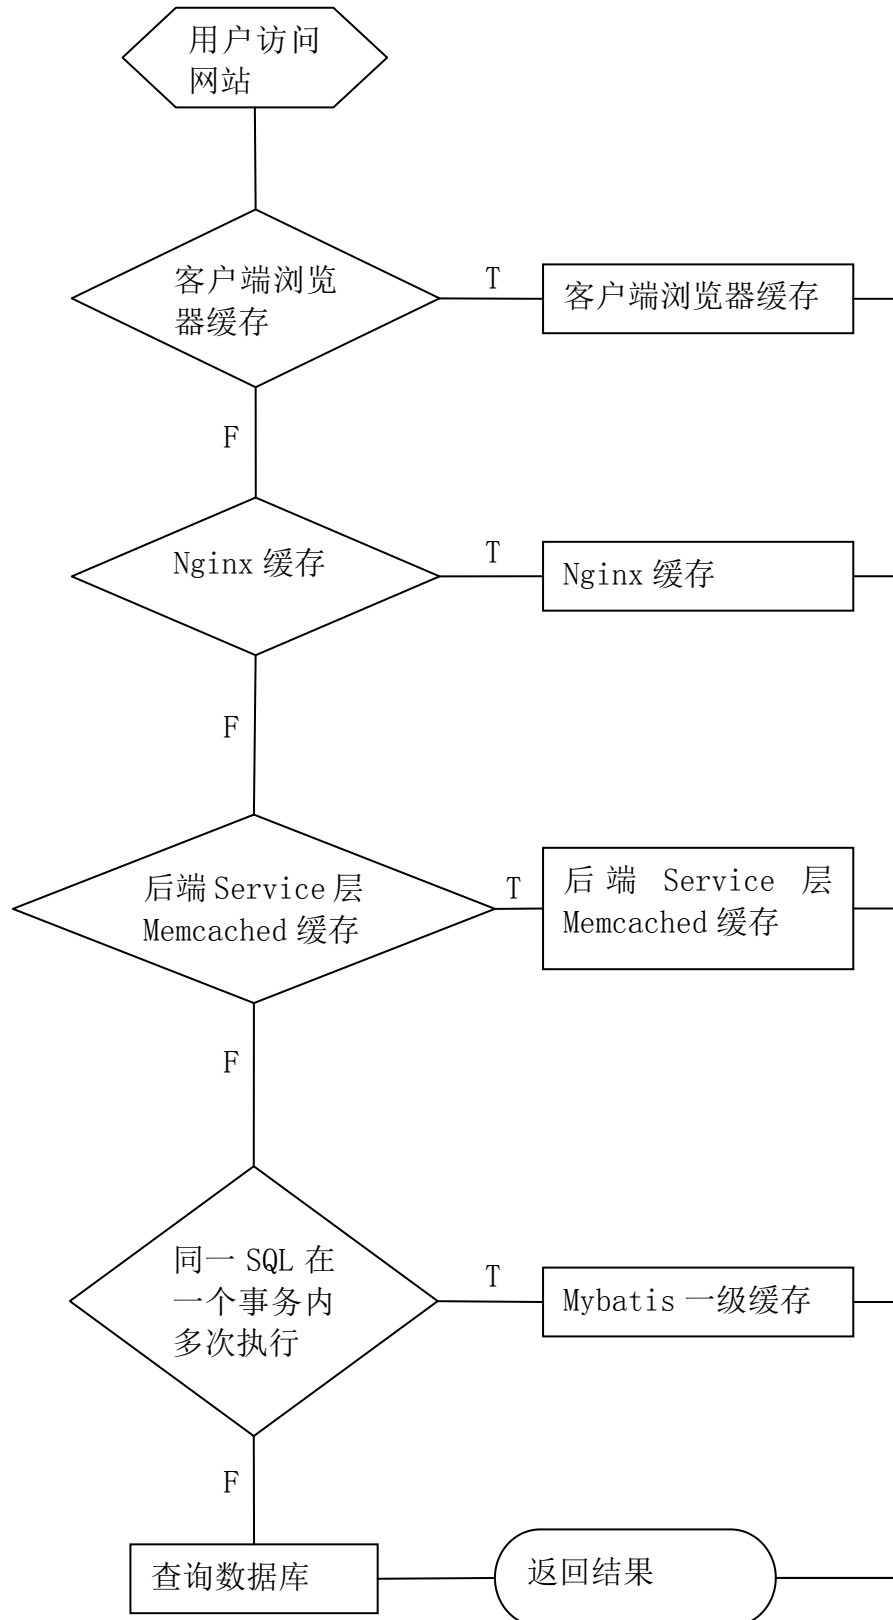 用户访问
网站
客户端浏览
器缓存
T
客户端浏览器缓存
F
Nginx 缓存
T
Nginx 缓存
F
后端 Service 层
Memcached 缓存
T
后端 Service 层
Memcached 缓存
F
同一 SQL 在
一个事务内
多次执行
T
Mybatis 一级缓存
F
查询数据库
返回结果